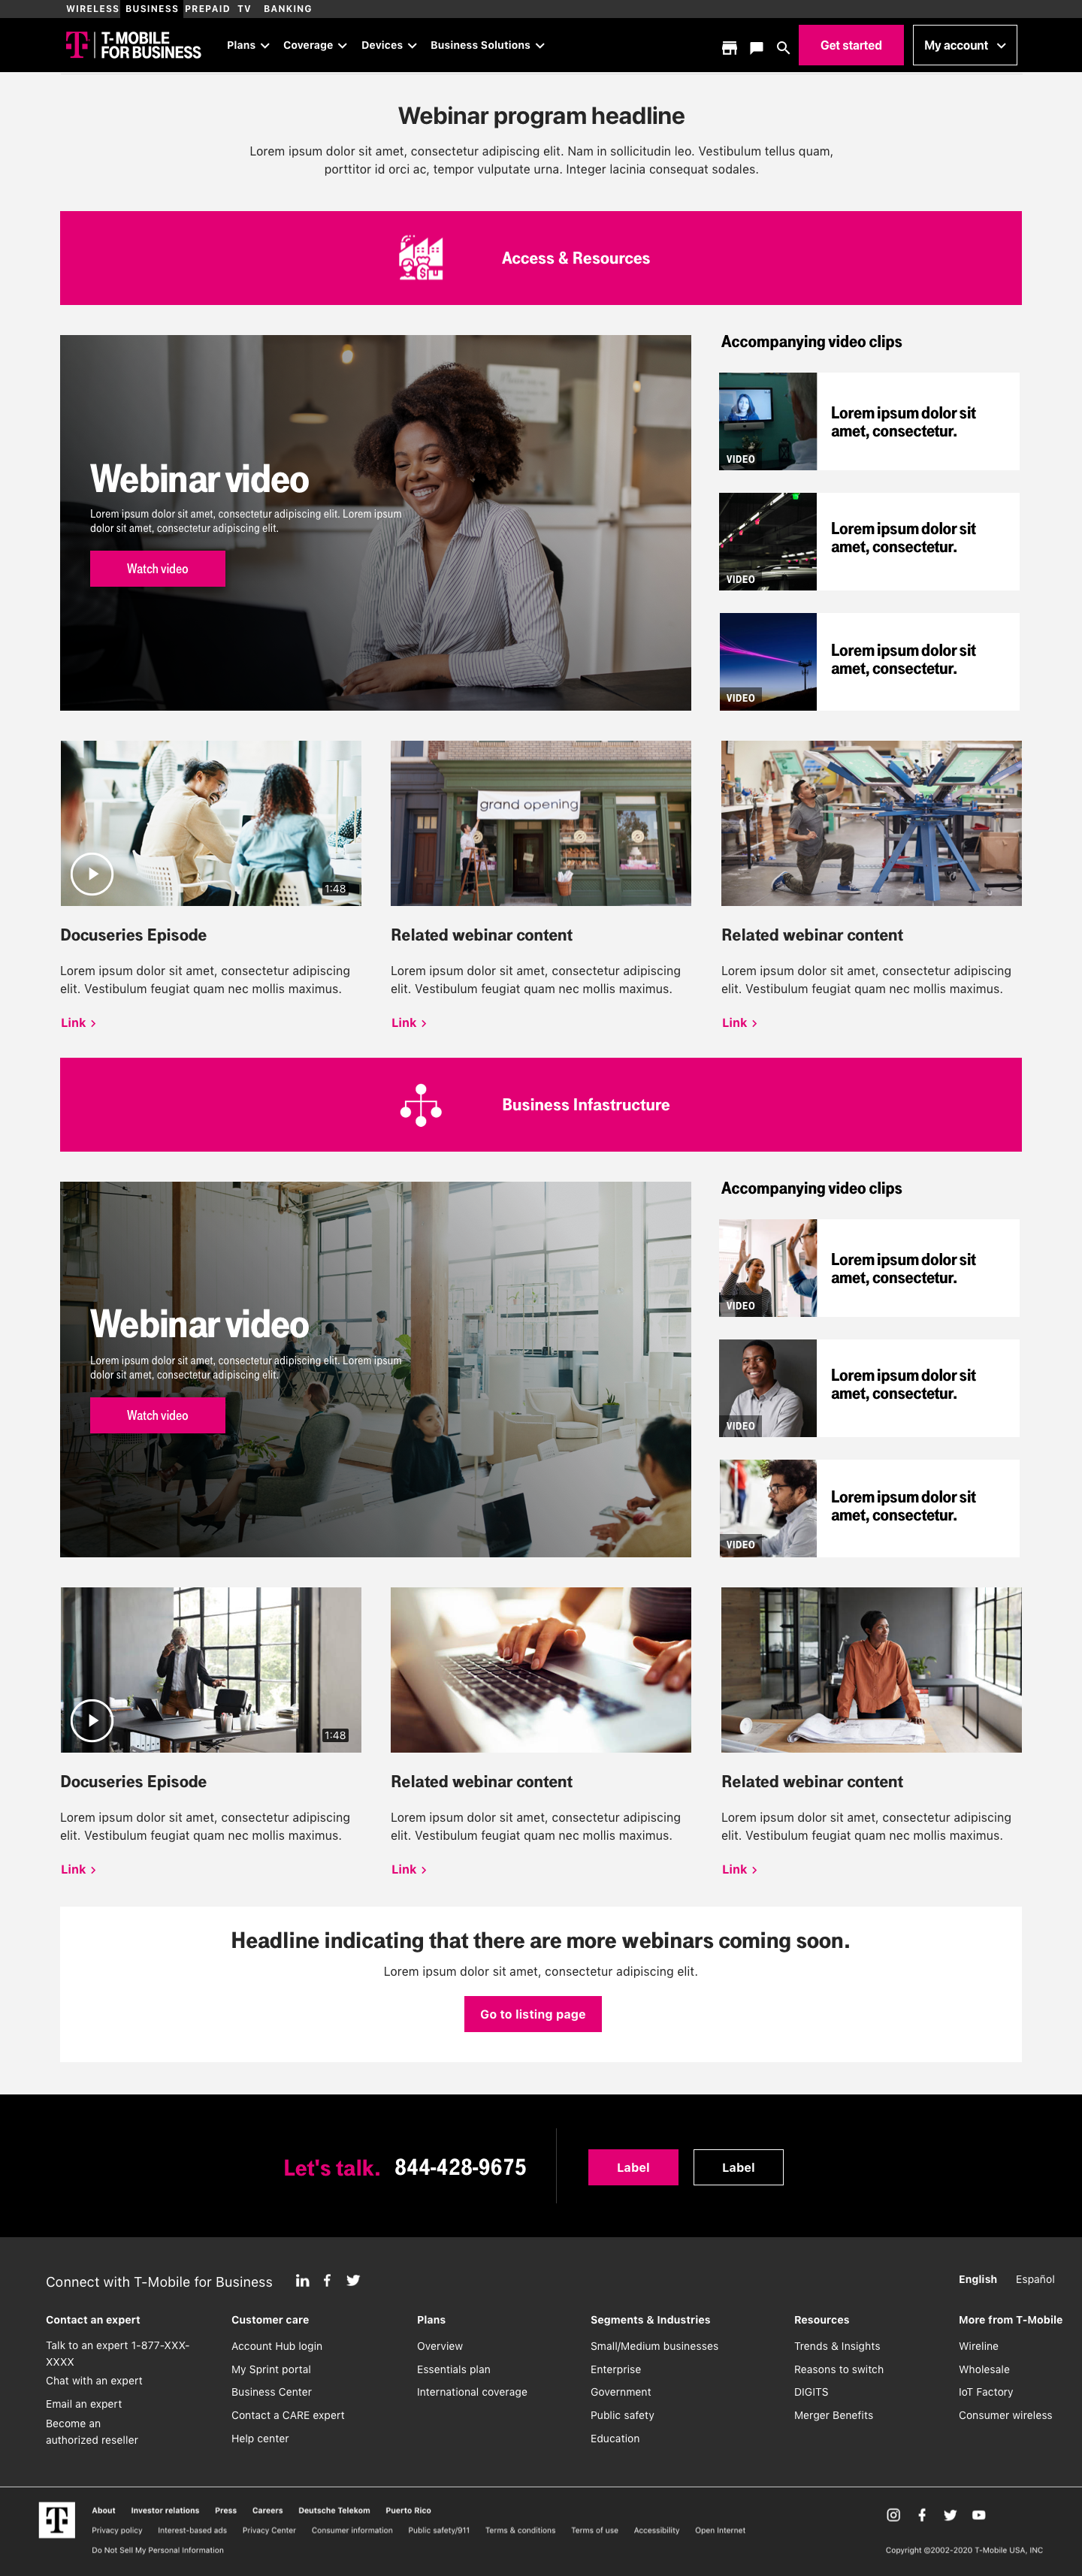 WIRELESS BUSINESS PREPAID TV BANKING
T-MOBILE
FOR BUSINESS
Plans Coverage Devices Business Solutions Get started My account
Webinar program headline
Lorem ipsum dolor sit amet, consectetur adipiscing elit. Nam in sollicitudin leo. Vestibulum tellus quam,
porttitor id orci ac, tempor vulputate urna. Integer lacinia consequat sodales.
Access & Resources
Webinar video
Lorem ipsum dolor sit amet, consectetur adipiscing elit. Lorem ipsum
dolor sit amet, consectetur adipiscing elit.
Watch video
Accompanying video clips
Lorem ipsum dolor sit
amet, consectetur.
VIDEO
Lorem ipsum dolor sit
amet, consectetur.
VIDEO
Lorem ipsum dolor sit
amet, consectetur.
VIDEO
1:48
grand opening
Docuseries Episode
Lorem ipsum dolor sit amet, consectetur adipiscing
elit. Vestibulum feugiat quam nec mollis maximus.
Link
Related webinar content
Lorem ipsum dolor sit amet, consectetur adipiscing
elit. Vestibulum feugiat quam nec mollis maximus.
Link
Related webinar content
Lorem ipsum dolor sit amet, consectetur adipiscing
elit. Vestibulum feugiat quam nec mollis maximus.
Link
Business Infastructure
Webinar video
Lorem ipsum dolor sit amet, consectetur adipiscing elit. Lorem ipsum
dolor sit amet, consectetur adipiscing elit.
Watch video
Accompanying video clips
Lorem ipsum dolor sit
amet, consectetur.
VIDEO
Lorem ipsum dolor sit
amet, consectetur.
VIDEO
Lorem ipsum dolor sit
amet, consectetur.
VIDEO
1:48
Docuseries Episode
Lorem ipsum dolor sit amet, consectetur adipiscing
elit. Vestibulum feugiat quam nec mollis maximus.
Link
Related webinar content
Lorem ipsum dolor sit amet, consectetur adipiscing
elit. Vestibulum feugiat quam nec mollis maximus.
Link
Related webinar content
Lorem ipsum dolor sit amet, consectetur adipiscing
elit. Vestibulum feugiat quam nec mollis maximus.
Link
Headline indicating that there are more webinars coming soon.
Lorem ipsum dolor sit amet, consectetur adipiscing elit.
Go to listing page
Let's talk. 844-428-9675 Label Label
Connect with T-Mobile for Business English Español
Contact an expert
Talk to an expert 1-877-XXX-
XXXX
Chat with an expert
Email an expert
Become an
authorized reseller
Customer care
Account Hub login
My Sprint portal
Business Center
Contact a CARE expert
Help center
Plans
Overview
Essentials plan
International coverage
Segments & Industries
Small/Medium businesses
Enterprise
Government
Public safety
Education
Resources
Trends & Insights
Reasons to switch
DIGITS
Merger Benefits
More from T-Mobile
Wireline
Wholesale
IoT Factory
Consumer wireless
About Investor relations Press Careers Deutsche Telekom Puerto Rico
Privacy policy Interest-based ads Privacy Center Consumer information Public safety/911 Terms & conditions Terms of use Accessibility Open Internet
Do Not Sell My Personal Information
Copyright ©2002-2020 T-Mobile USA, INC